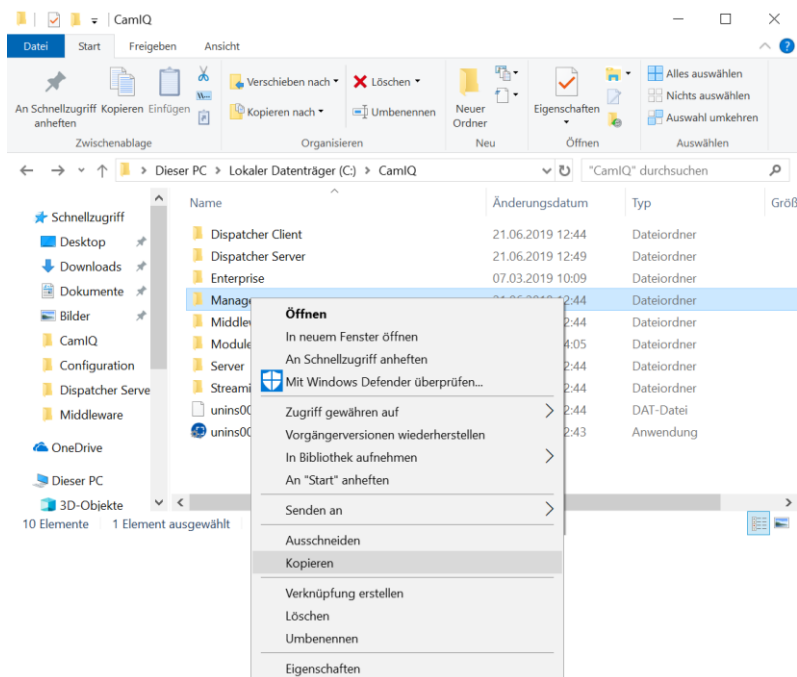 CamIQ
Datei Start Freigeben Ansicht
An Schnellzugriff anheften
Kopieren
Einfügen
Verschieben nach
Kopieren nach
Löschen
Umbenennen
Neuer Ordner
Eigenschaften
Alles auswählen
Nichts auswählen
Auswahl umkehren
Zwischenablage Organisieren Neu Öffnen Auswählen
Dieser PC > Lokaler Datenträger (C:) > CamIQ
"CamIQ" durchsuchen
Name Änderungsdatum Typ Größ
Schnellzugriff
Desktop
Downloads
Dokumente
Bilder
CamIQ
Configuration
Dispatcher Serve
Middleware
OneDrive
Dieser PC
3D-Objekte
Dispatcher Client 21.06.2019 12:44 Dateiordner
Dispatcher Server 21.06.2019 12:49 Dateiordner
Enterprise 07.03.2019 10:09 Dateiordner
Manage 21.06.2019 12:44 Dateiordner
Middlew 2:44 Dateiordner
Module 4:05 Dateiordner
Server 2:44 Dateiordner
Streami 2:44 Dateiordner
unins00 2:44 DAT-Datei
unins00 2:43 Anwendung
Öffnen
In neuem Fenster öffnen
An Schnellzugriff anheften
Mit Windows Defender überprüfen...
Zugriff gewähren auf
Vorgängerversionen wiederherstellen
In Bibliothek aufnehmen
An "Start" anheften
Senden an
Ausschneiden
Kopieren
Verknüpfung erstellen
Löschen
Umbenennen
Eigenschaften
10 Elemente 1 Element ausgewählt